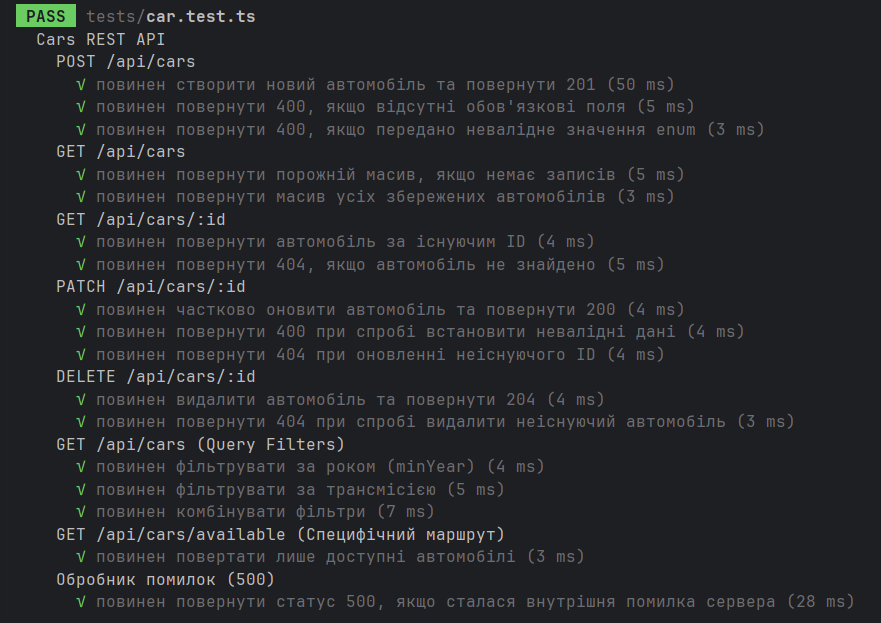 PASS tests/car.test.ts
Cars REST API
POST /api/cars
√ повинен створити новий автомобіль та повернути 201 (50 ms)
√ повинен повернути 400, якщо відсутні обов'язкові поля (5 ms)
√ повинен повернути 400, якщо передано невалідне значення enum (3 ms)
GET /api/cars
√ повинен повернути порожній масив, якщо немає записів (5 ms)
√ повинен повернути масив усіх збережених автомобілів (3 ms)
GET /api/cars/:id
√ повинен повернути автомобіль за існуючим ID (4 ms)
√ повинен повернути 404, якщо автомобіль не знайдено (5 ms)
PATCH /api/cars/:id
√ повинен частково оновити автомобіль та повернути 200 (4 ms)
√ повинен повернути 400 при спробі встановити невалідні дані (4 ms)
√ повинен повернути 404 при оновленні неіснуючого ID (4 ms)
DELETE /api/cars/:id
√ повинен видалити автомобіль та повернути 204 (4 ms)
√ повинен повернути 404 при спробі видалити неіснуючий автомобіль (3 ms)
GET /api/cars (Query Filters)
√ повинен фільтрувати за роком (minYear) (4 ms)
√ повинен фільтрувати за трансмісією (5 ms)
√ повинен комбінувати фільтри (7 ms)
GET /api/cars/available (Специфічний маршрут)
√ повинен повертати лише доступні автомобілі (3 ms)
Обробник помилок (500)
√ повинен повернути статус 500, якщо сталася внутрішня помилка сервера (28 ms)